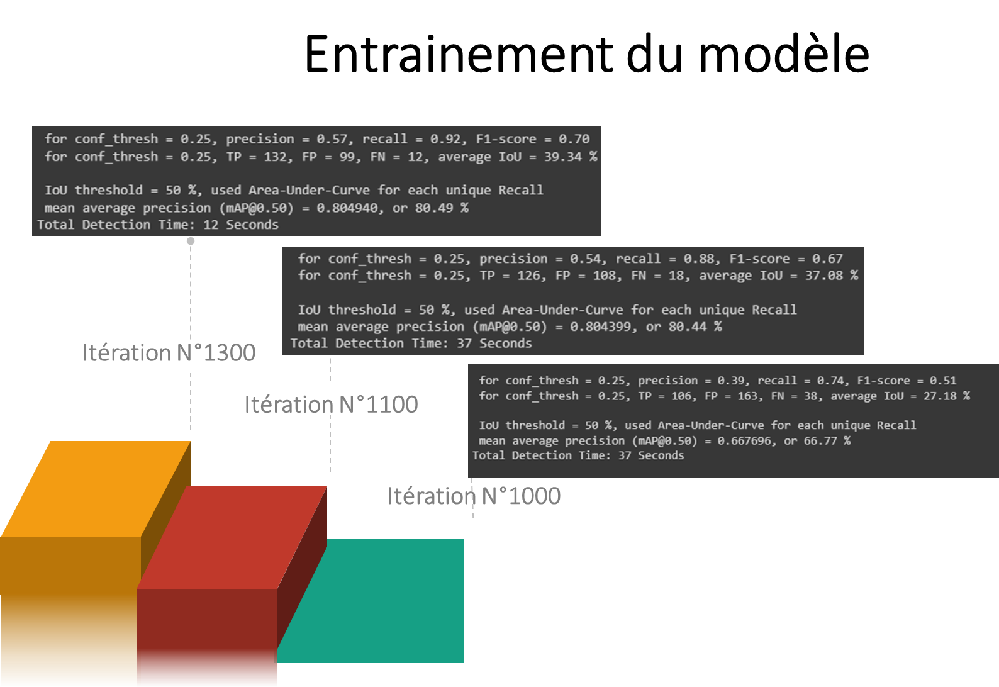 Entrainement du modèle
for conf_thresh = 0.25, precision = 0.57, recall = 0.92, F1-score = 0.70
for conf_thresh = 0.25, TP = 132, FP = 99, FN = 12, average IoU = 39.34 %
IoU threshold = 50 %, used Area-Under-Curve for each unique Recall
mean average precision (mAP@0.50) = 0.804940, or 80.49 %
Total Detection Time: 12 Seconds
Itération N°1300
for conf_thresh = 0.25, precision = 0.54, recall = 0.88, F1-score = 0.67
for conf_thresh = 0.25, TP = 126, FP = 108, FN = 18, average IoU = 37.08 %
IoU threshold = 50 %, used Area-Under-Curve for each unique Recall
mean average precision (mAP@0.50) = 0.804399, or 80.44 %
Total Detection Time: 37 Seconds
Itération N°1100
for conf_thresh = 0.25, precision = 0.39, recall = 0.74, F1-score = 0.51
for conf_thresh = 0.25, TP = 106, FP = 163, FN = 38, average IoU = 27.18 %
IoU threshold = 50 %, used Area-Under-Curve for each unique Recall
mean average precision (mAP@0.50) = 0.667696, or 66.77 %
Total Detection Time: 37 Seconds
Itération N°1000